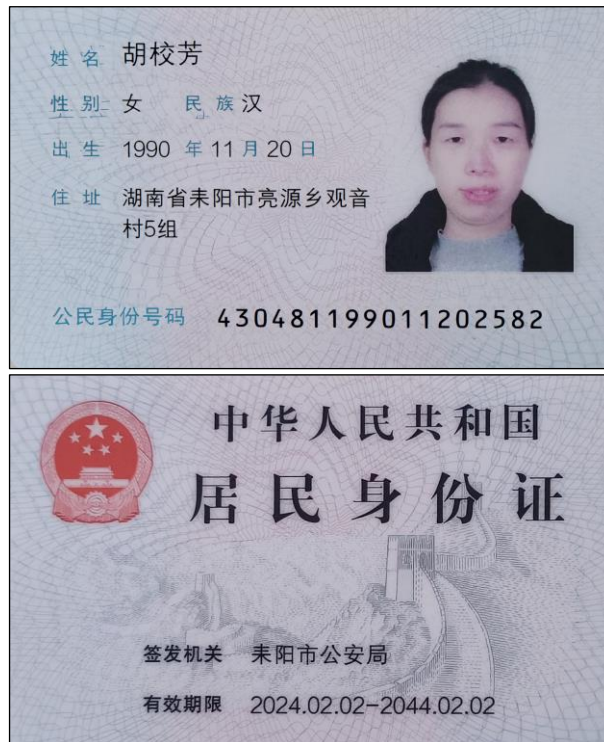 姓名 胡校芳
性别 女 民族 汉
出生 1990 年 11 月 20 日
住址 湖南省耒阳市亮源乡观音
村5组
公民身份号码 430481199011202582
中华人民共和国
居民身份证
签发机关 耒阳市公安局
有效期限 2024.02.02-2044.02.02